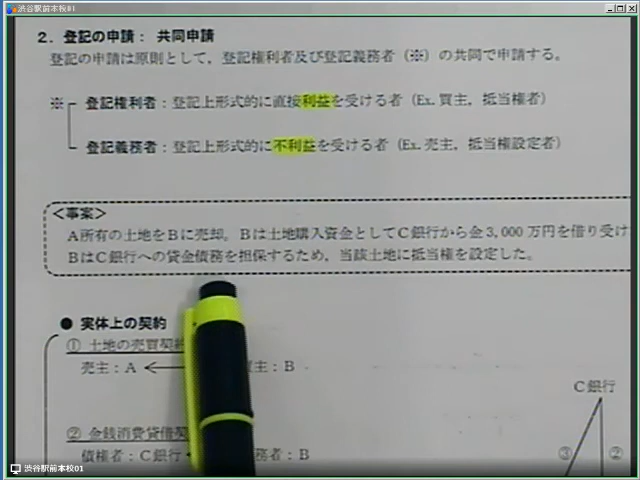 渋谷駅前本校01
2．登記の申請： 共同申請
登記の申請は原則として，登記権利者及び登記義務者（※）の共同で申請する。
※ 登記権利者：登記上形式的に直接利益を受ける者（Ex. 買主，抵当権者）
登記義務者：登記上形式的に不利益を受ける者（Ex. 売主，抵当権設定者）
＜事案＞
A所有の土地をBに売却。Bは土地購入資金としてC銀行から金3,000万円を借り受け
BはC銀行への貸金債務を担保するため，当該土地に抵当権を設定した。
● 実体上の契約
① 土地の売買契約
売主：A ← 買主：B
C銀行
② 金銭消費貸借契
債権者：C銀行 務者：B
③ ②
渋谷駅前本校01